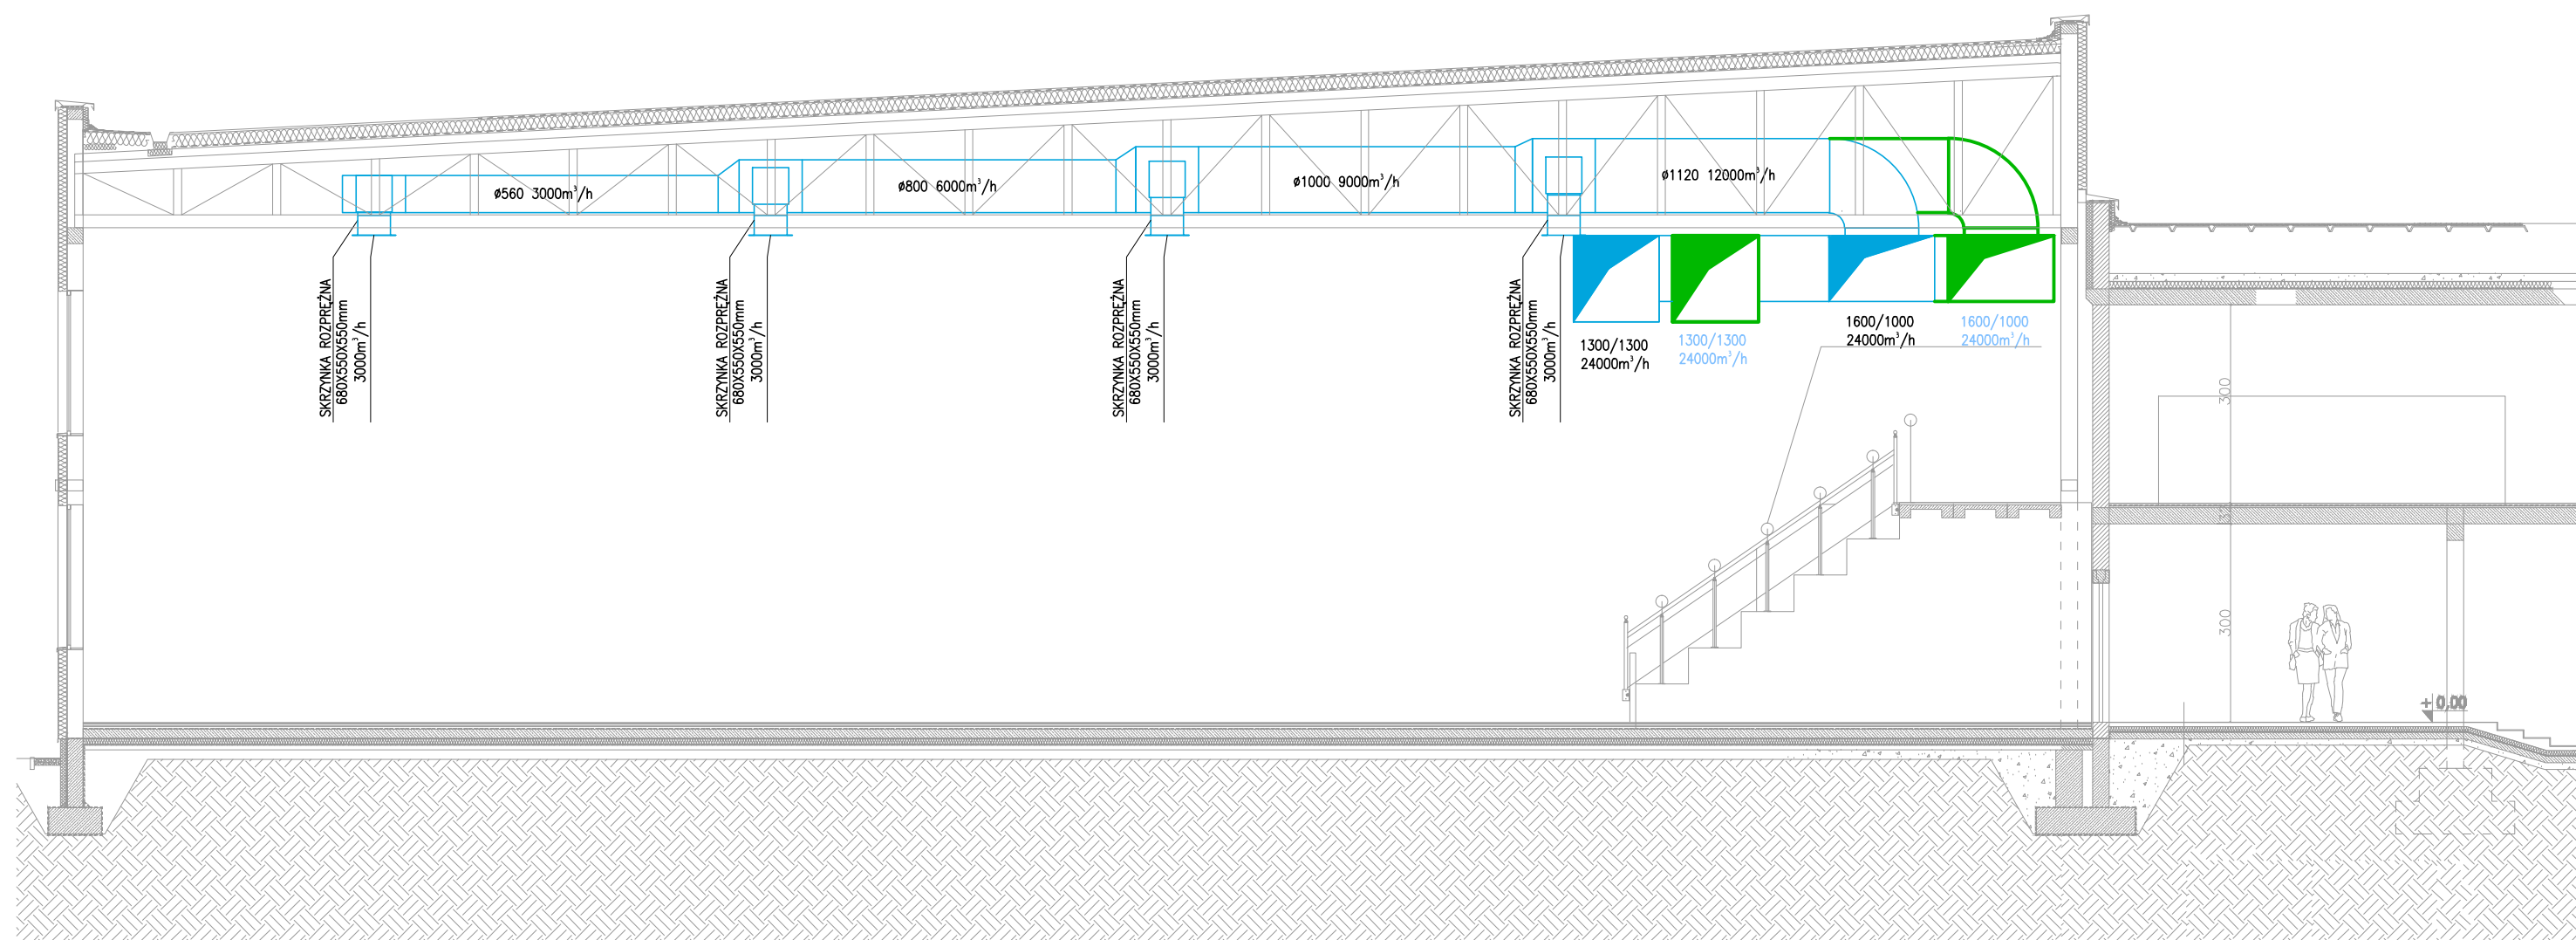 ø560 3000m³/h
ø800 6000m³/h
ø1000 9000m³/h
ø1120 12000m³/h
SKRZYNKA ROZPRĘŻNA
680X550X550mm
3000m³/h
SKRZYNKA ROZPRĘŻNA
680X550X550mm
3000m³/h
SKRZYNKA ROZPRĘŻNA
680X550X550mm
3000m³/h
SKRZYNKA ROZPRĘŻNA
680X550X550mm
3000m³/h
1300/1300
24000m³/h
1300/1300
24000m³/h
1600/1000
24000m³/h
1600/1000
24000m³/h
300
300
+ 0.00